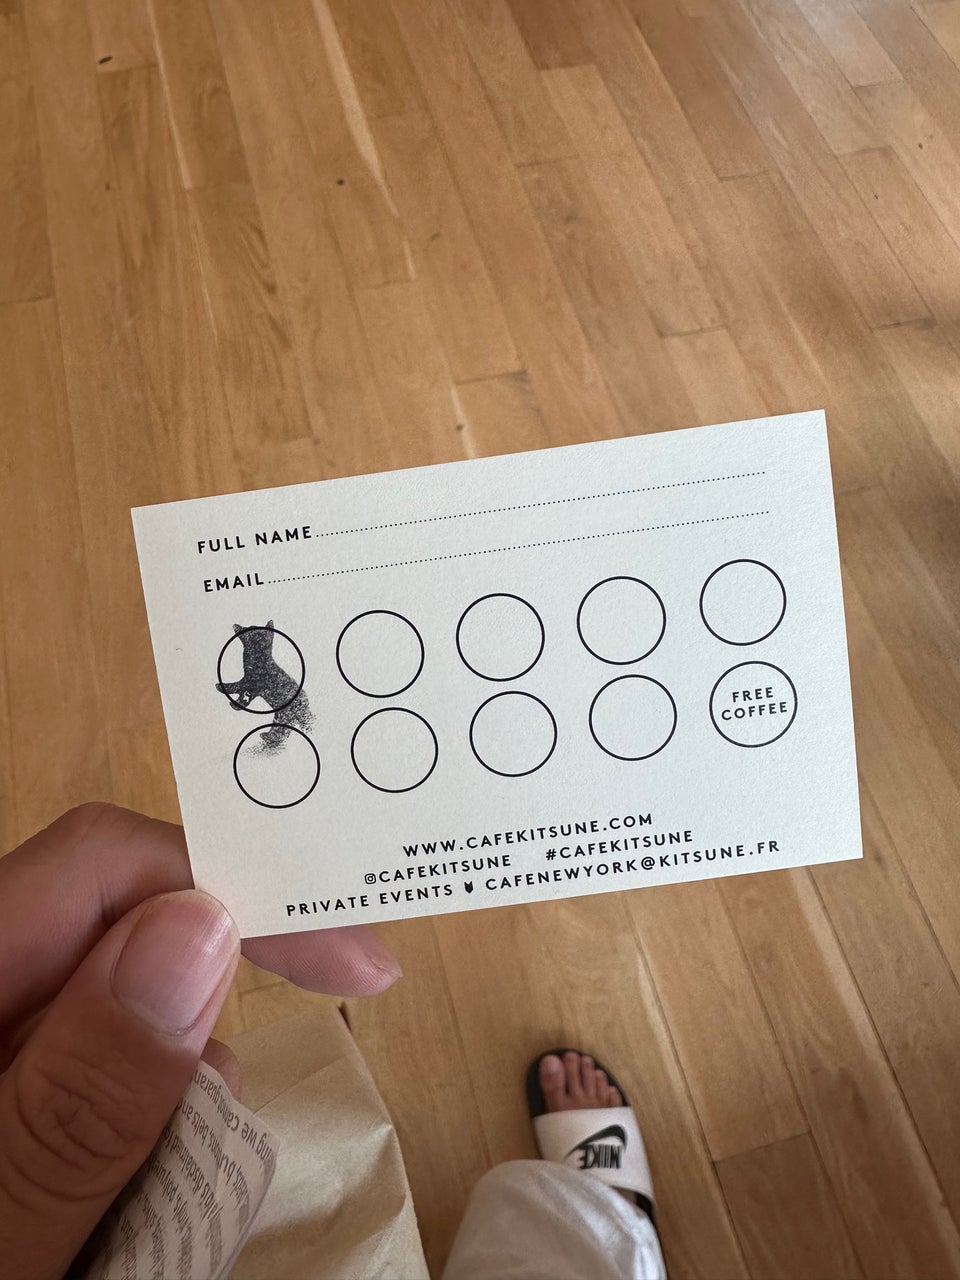 FULL NAME
EMAIL
FREE
COFFEE
WWW.CAFEKITSUNE.COM
@CAFEKITSUNE #CAFEKITSUNE
PRIVATE EVENTS CAFENEWYORK@KITSUNE.FR
NIKE